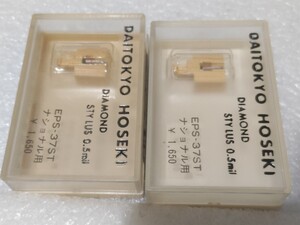 DAITOKYO HOSEKI
DIAMOND
STYLUS 0.5mil
EPS-37ST
ナショナル用
¥ 1,650
DAITOKYO HOSEKI
DIAMOND
STYLUS 0.5mil
EPS-37ST
ナショナル用
¥ 1,650